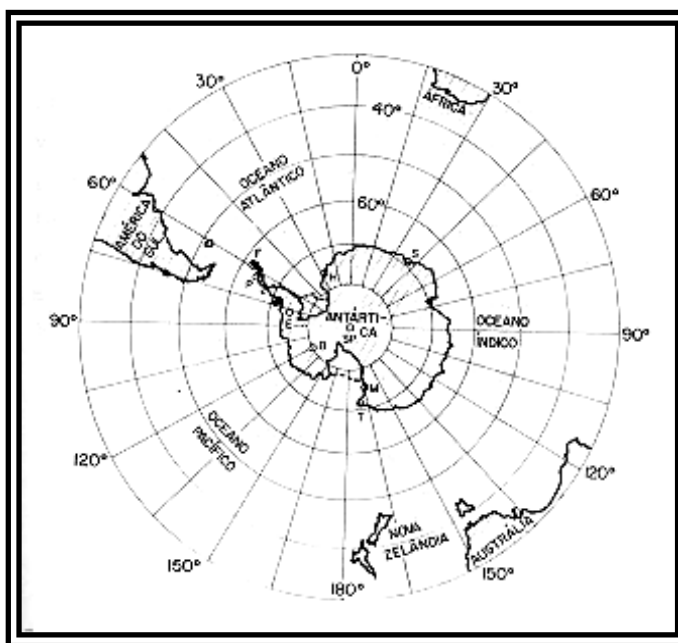 0°
30°
30°
ÁFRICA
40°
60°
OCEANO
ATLÂNTICO
60°
60°
AMÉRICA
DO
SUL
F
S
H
P
90°
ANTÁRTI-
CA
SP
OCEANO
ÍNDICO
90°
E
B
M
T
OCEANO
PACÍFICO
120°
120°
NOVA
ZELÂNDIA
AUSTRÁLIA
150°
180°
150°